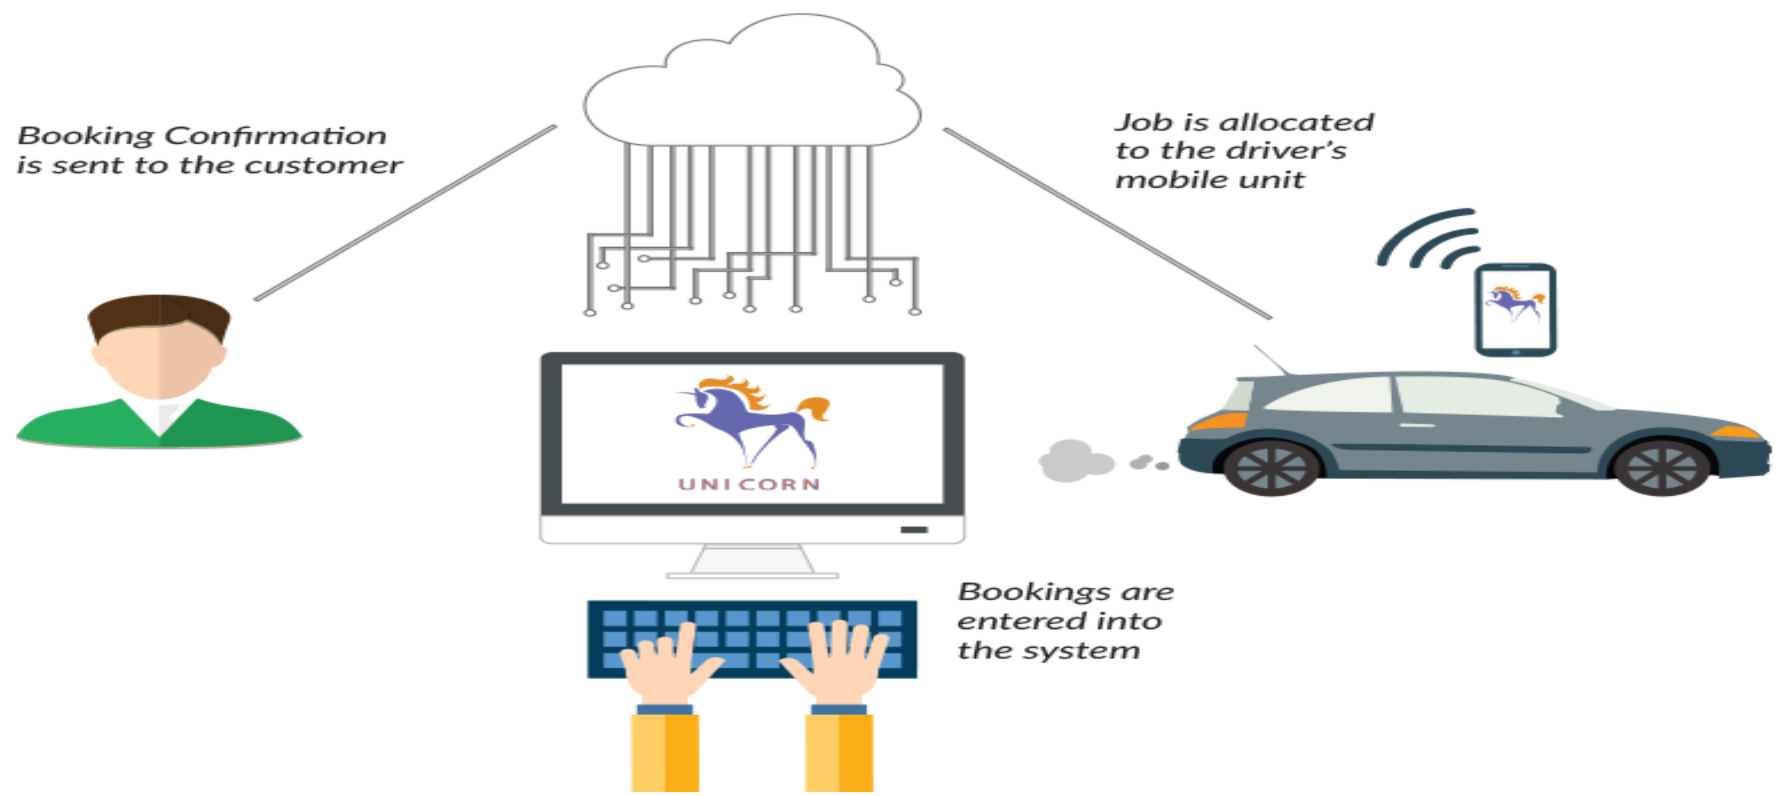 Booking Confirmation
is sent to the customer
Job is allocated
to the driver's
mobile unit
UNICORN
Bookings are
entered into
the system